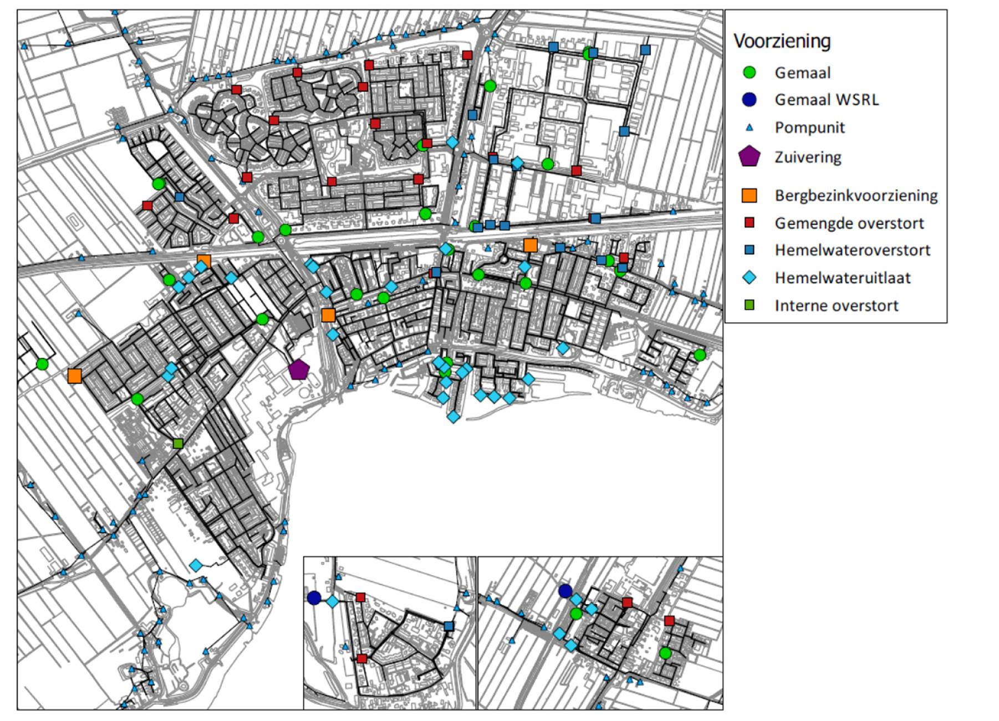 Voorziening
Gemaal
Gemaal WSRL
Pompunit
Zuivering
Bergbezinkvoorziening
Gemengde overstort
Hemelwateroverstort
Hemelwateruitlaat
Interne overstort